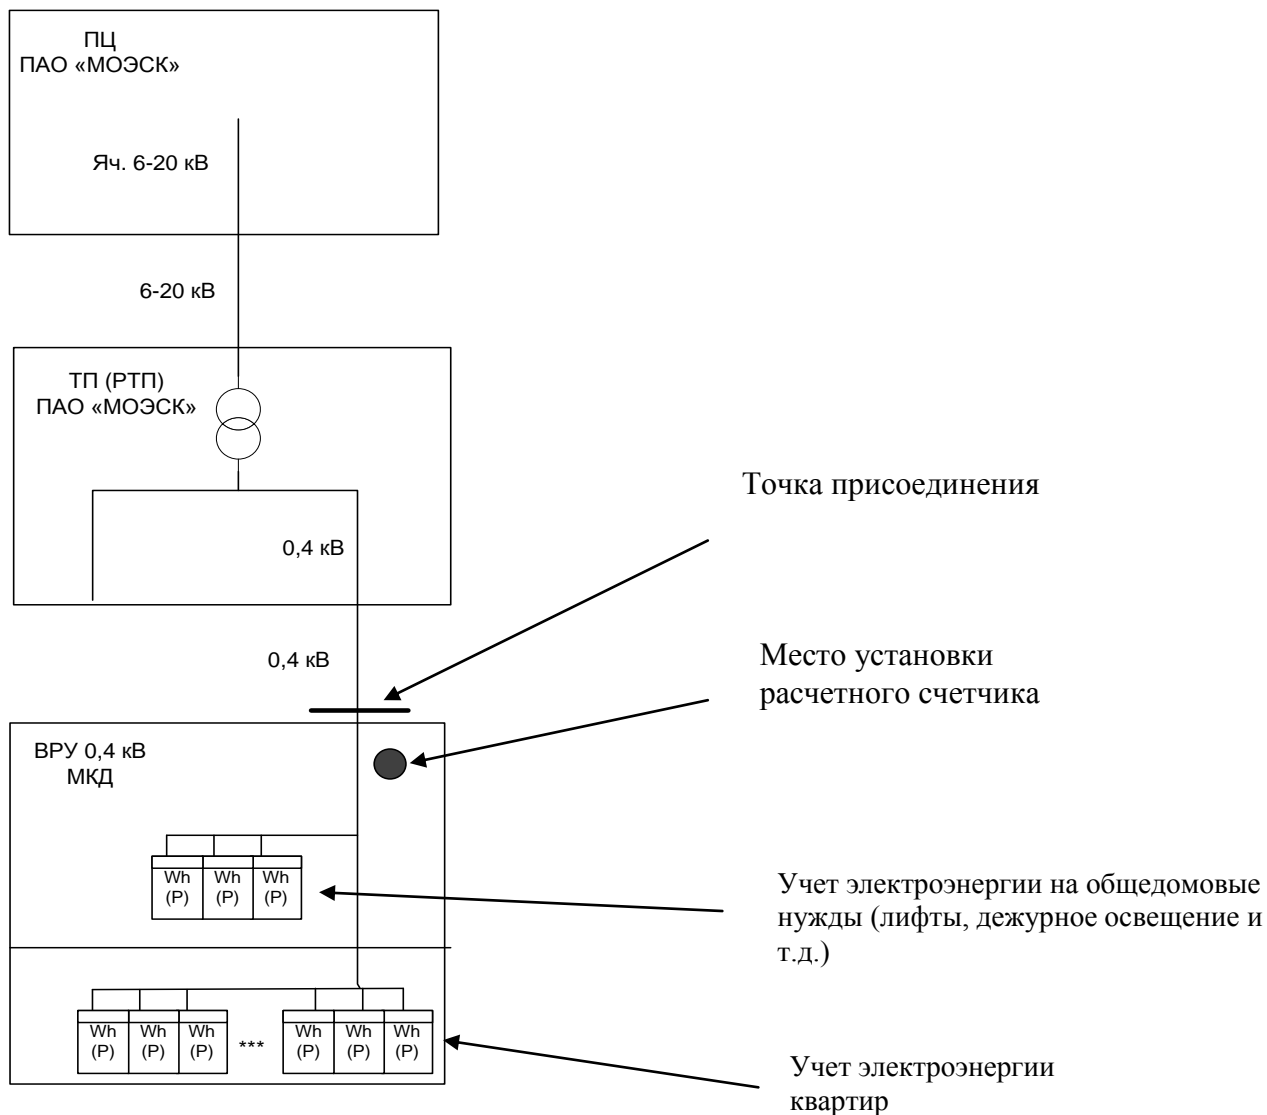 ПЦ
ПАО «МОЭСК»
Яч. 6-20 кВ
6-20 кВ
ТП (РТП)
ПАО «МОЭСК»
0,4 кВ
Точка присоединения
0,4 кВ
Место установки
расчетного счетчика
ВРУ 0,4 кВ
МКД
Wh Wh Wh
(P) (P) (P)
Учет электроэнергии на общедомовые
нужды (лифты, дежурное освещение и
т.д.)
Wh Wh Wh *** Wh Wh Wh
(P) (P) (P) (P) (P) (P)
Учет электроэнергии
квартир